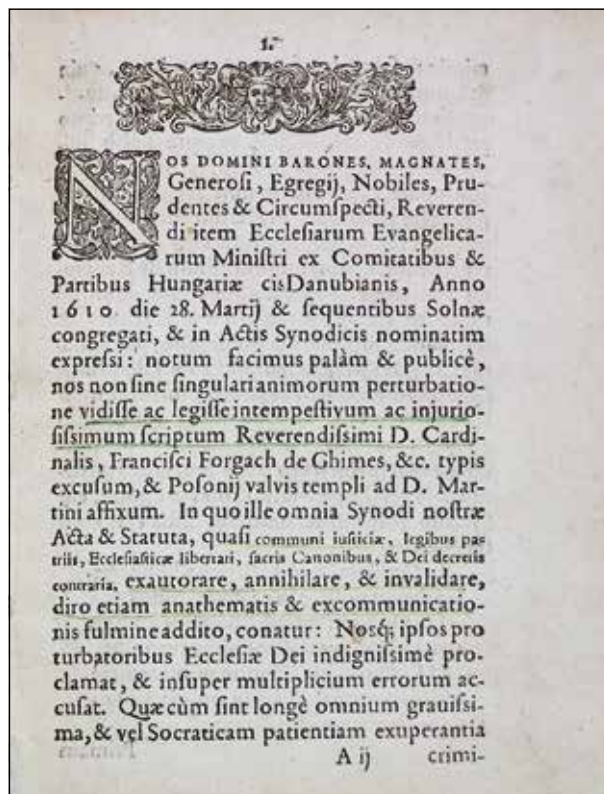 1.
NOS DOMINI BARONES, MAGNATES,
Generoſi, Egregij, Nobiles, Pru-
dentes & Circumſpecti, Reveren-
di item Eccleſiarum Evangelica-
rum Miniſtri ex Comitatibus &
Partibus Hungariæ cisDanubianis, Anno
1610 die 28. Martij & ſequentibus Solnæ
congregati, & in Actis Synodicis nominatim
expreſsi: notum facimus palàm & publicè,
nos non ſine ſingulari animorum perturbatio-
ne vidiſſe ac legiſſe intempeſtivum ac injurio-
ſiſsimum ſcriptum Reverendiſsimi D. Cardi-
nalis, Franciſci Forgach de Ghimes, &c. typis
excuſum, & Poſonij valvis templi ad D. Mar-
tini affixum. In quo ille omnia Synodi noſtræ
Acta & Statuta, quaſi communi iuſticiæ, legibus pa-
triis, Eccleſiaſticæ libertati, ſacris Canonibus, & Dei decretis
contraria, exautorare, annihilare, & invalidare,
diro etiam anathematis & excommunicatio-
nis fulmine addito, conatur: Nosq́; ipſos pro
turbatoribus Eccleſiæ Dei indigniſsimè pro-
clamat, & inſuper multiplicium errorum ac-
cuſat. Quæ cùm ſint longè omnium grauiſsi-
ma, & vel Socraticam patientiam exuperantia
A ij crimi-